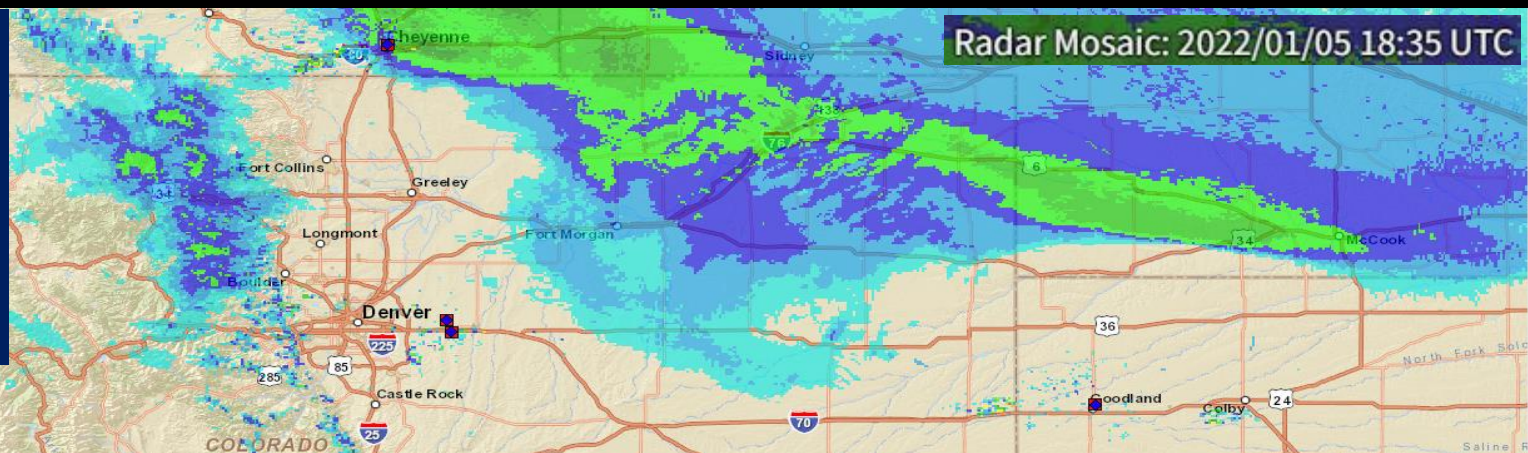 Radar Mosaic: 2022/01/05 18:35 UTC
Cheyenne
80
Sidney
76
6
Fort Collins
34
Greeley
Fort Morgan
Longmont
34
McCook
Boulder
Denver
225
36
85
285
North Fork Solo
Castle Rock
Goodland
Colby
24
70
25
COLORADO
Saline R